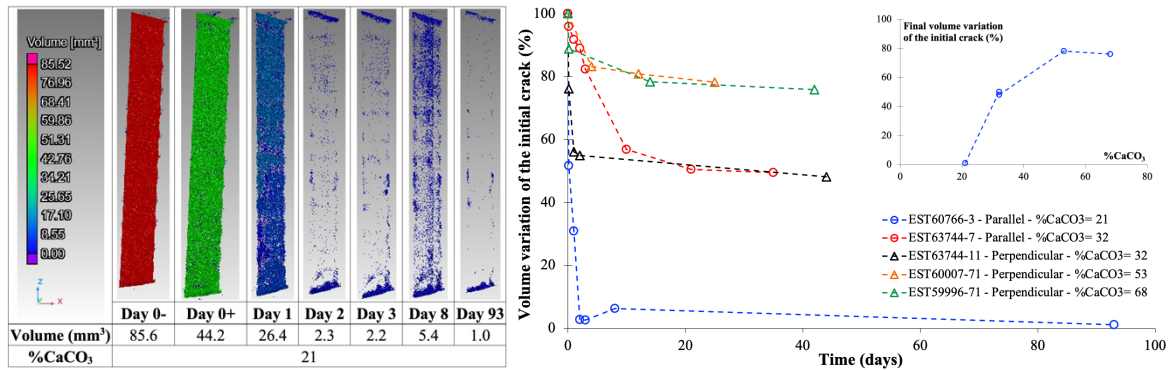 Volume [mm³]
85.52
76.96
68.41
59.86
51.31
42.76
34.21
25.65
17.10
8.55
0.00
Z
X
Day 0- Day 0+ Day 1 Day 2 Day 3 Day 8 Day 93
Volume (mm³) 85.6 44.2 26.4 2.3 2.2 5.4 1.0
%CaCO₃ 21
Volume variation of the initial crack (%)
100
80
60
40
20
0
0 20 40 60 80 100
Time (days)
Final volume variation
of the initial crack (%)
100
80
60
40
20
0
0 20 40 60 80
%CaCO₃
EST60766-3 - Parallel - %CaCO3= 21
EST63744-7 - Parallel - %CaCO3= 32
EST63744-11 - Perpendicular - %CaCO3= 32
EST60007-71 - Perpendicular - %CaCO3= 53
EST59996-71 - Perpendicular - %CaCO3= 68